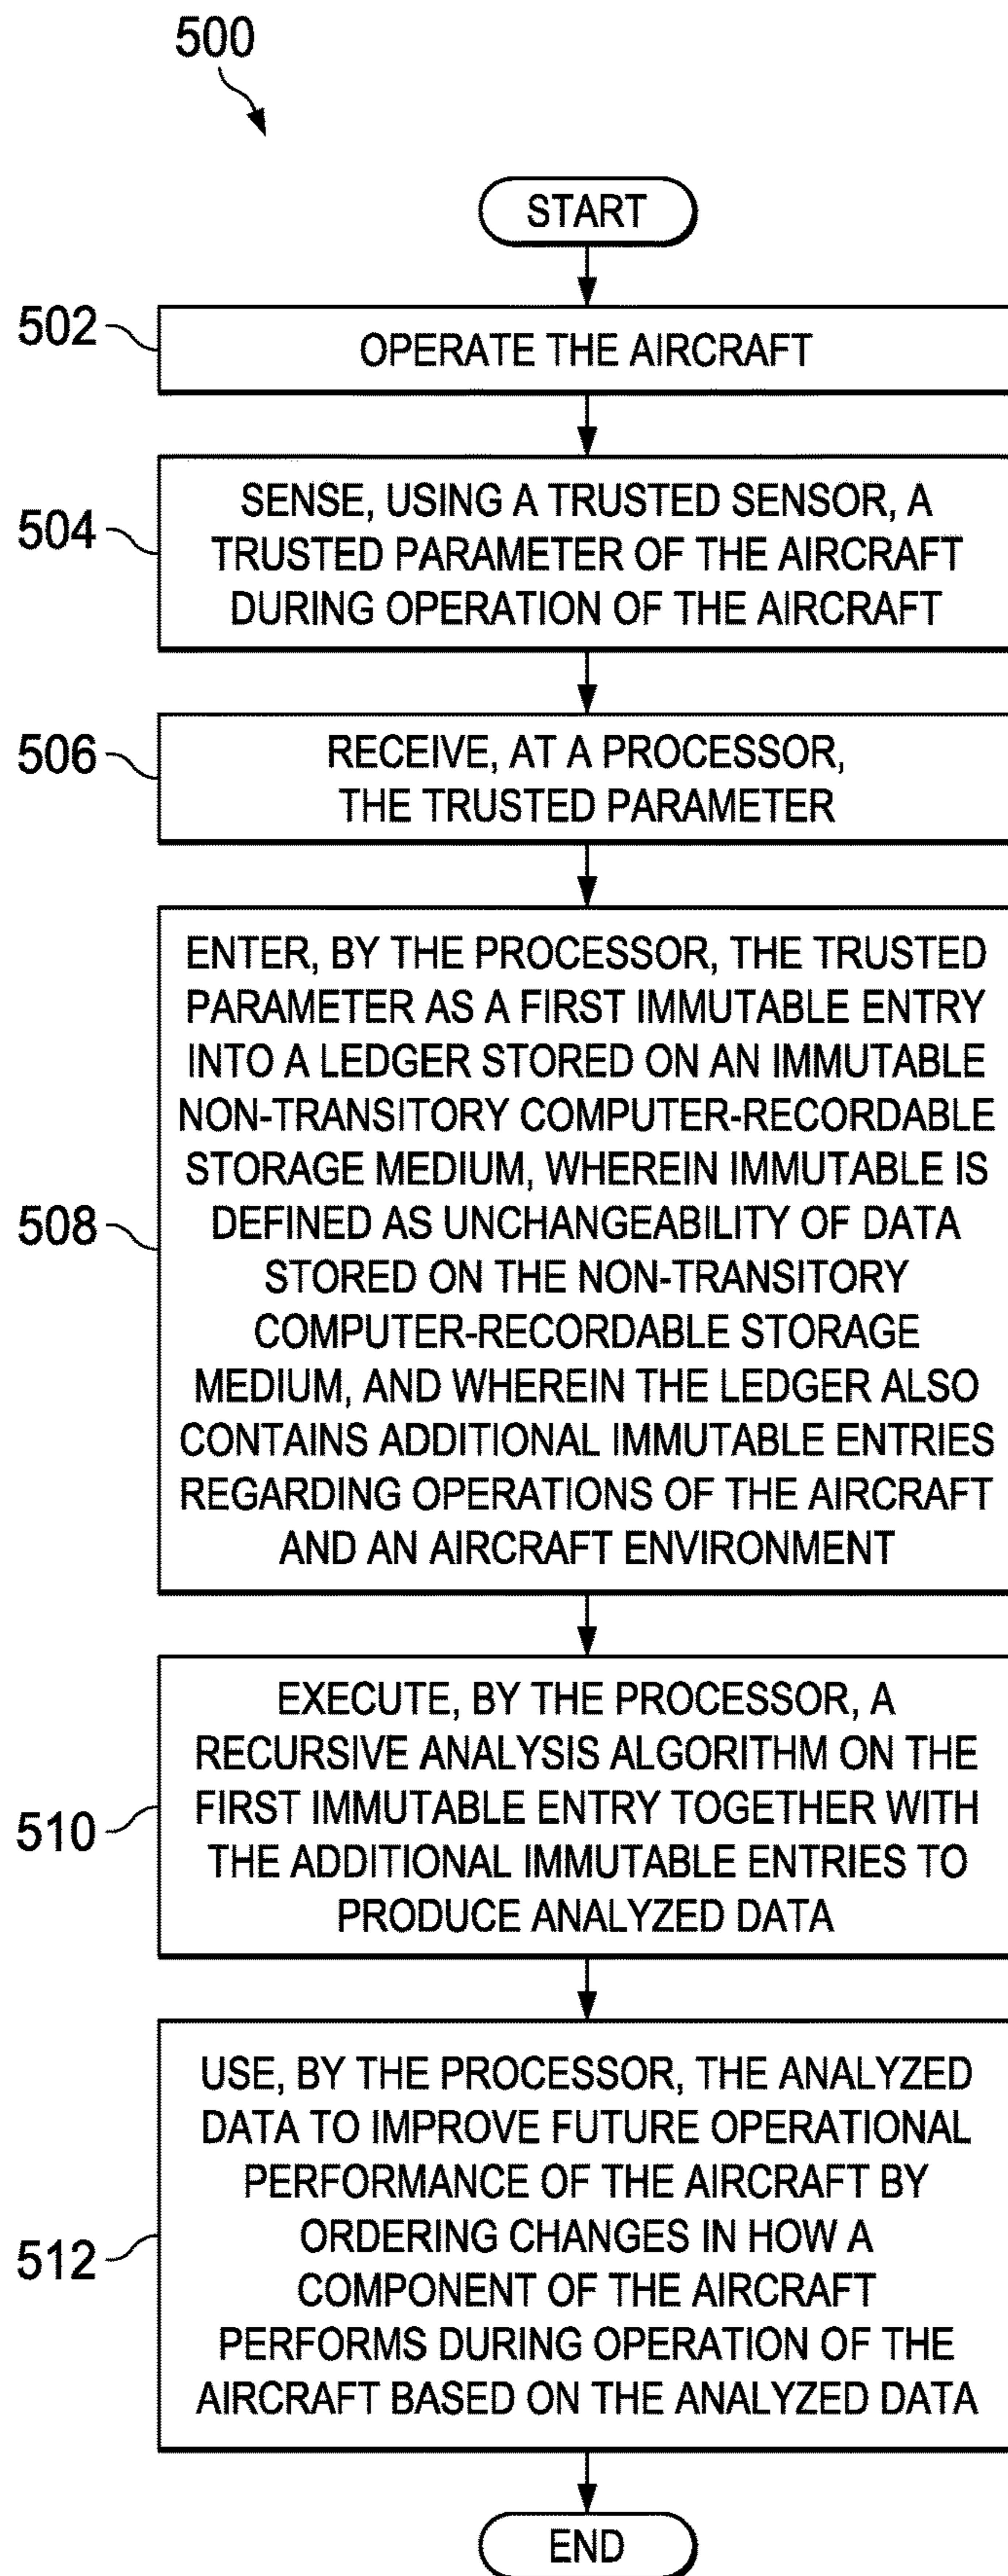 500
START
502
OPERATE THE AIRCRAFT
504
SENSE, USING A TRUSTED SENSOR, A
TRUSTED PARAMETER OF THE AIRCRAFT
DURING OPERATION OF THE AIRCRAFT
506
RECEIVE, AT A PROCESSOR,
THE TRUSTED PARAMETER
508
ENTER, BY THE PROCESSOR, THE TRUSTED
PARAMETER AS A FIRST IMMUTABLE ENTRY
INTO A LEDGER STORED ON AN IMMUTABLE
NON-TRANSITORY COMPUTER-RECORDABLE
STORAGE MEDIUM, WHEREIN IMMUTABLE IS
DEFINED AS UNCHANGEABILITY OF DATA
STORED ON THE NON-TRANSITORY
COMPUTER-RECORDABLE STORAGE
MEDIUM, AND WHEREIN THE LEDGER ALSO
CONTAINS ADDITIONAL IMMUTABLE ENTRIES
REGARDING OPERATIONS OF THE AIRCRAFT
AND AN AIRCRAFT ENVIRONMENT
510
EXECUTE, BY THE PROCESSOR, A
RECURSIVE ANALYSIS ALGORITHM ON THE
FIRST IMMUTABLE ENTRY TOGETHER WITH
THE ADDITIONAL IMMUTABLE ENTRIES TO
PRODUCE ANALYZED DATA
512
USE, BY THE PROCESSOR, THE ANALYZED
DATA TO IMPROVE FUTURE OPERATIONAL
PERFORMANCE OF THE AIRCRAFT BY
ORDERING CHANGES IN HOW A
COMPONENT OF THE AIRCRAFT
PERFORMS DURING OPERATION OF THE
AIRCRAFT BASED ON THE ANALYZED DATA
END